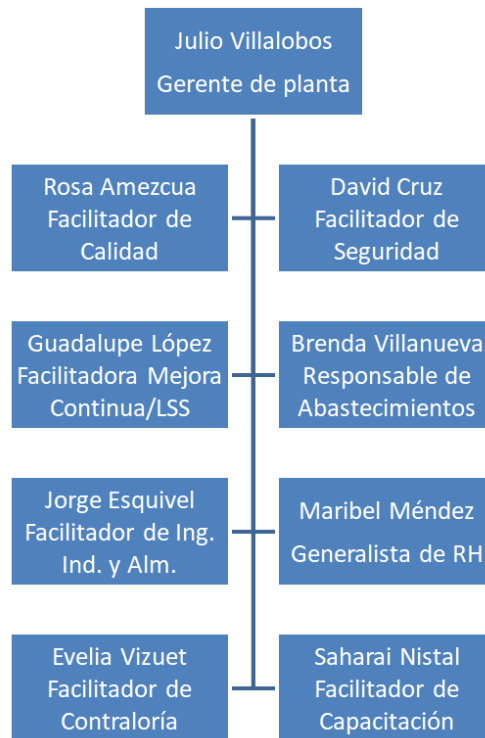 Julio Villalobos
Gerente de planta
Rosa Amezcua
Facilitador de
Calidad
David Cruz
Facilitador de
Seguridad
Guadalupe López
Facilitadora Mejora
Continua/LSS
Brenda Villanueva
Responsable de
Abastecimientos
Jorge Esquivel
Facilitador de Ing.
Ind. y Alm.
Maribel Méndez
Generalista de RH
Evelia Vizuet
Facilitador de
Contraloría
Saharai Nistal
Facilitador de
Capacitación